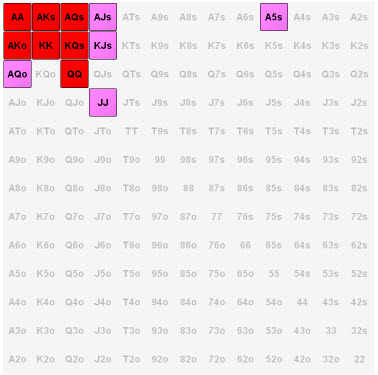 AA AKs AQs AJs ATs A9s A8s A7s A6s A5s A4s A3s A2s
AKo KK KQs KJs KTs K9s K8s K7s K6s K5s K4s K3s K2s
AQo KQo QQ QJs QTs Q9s Q8s Q7s Q6s Q5s Q4s Q3s Q2s
AJo KJo QJo JJ JTs J9s J8s J7s J6s J5s J4s J3s J2s
ATo KTo QTo JTo TT T9s T8s T7s T6s T5s T4s T3s T2s
A9o K9o Q9o J9o T9o 99 98s 97s 96s 95s 94s 93s 92s
A8o K8o Q8o J8o T8o 98o 88 87s 86s 85s 84s 83s 82s
A7o K7o Q7o J7o T7o 97o 87o 77 76s 75s 74s 73s 72s
A6o K6o Q6o J6o T6o 96o 86o 76o 66 65s 64s 63s 62s
A5o K5o Q5o J5o T5o 95o 85o 75o 65o 55 54s 53s 52s
A4o K4o Q4o J4o T4o 94o 84o 74o 64o 54o 44 43s 42s
A3o K3o Q3o J3o T3o 93o 83o 73o 63o 53o 43o 33 32s
A2o K2o Q2o J2o T2o 92o 82o 72o 62o 52o 42o 32o 22